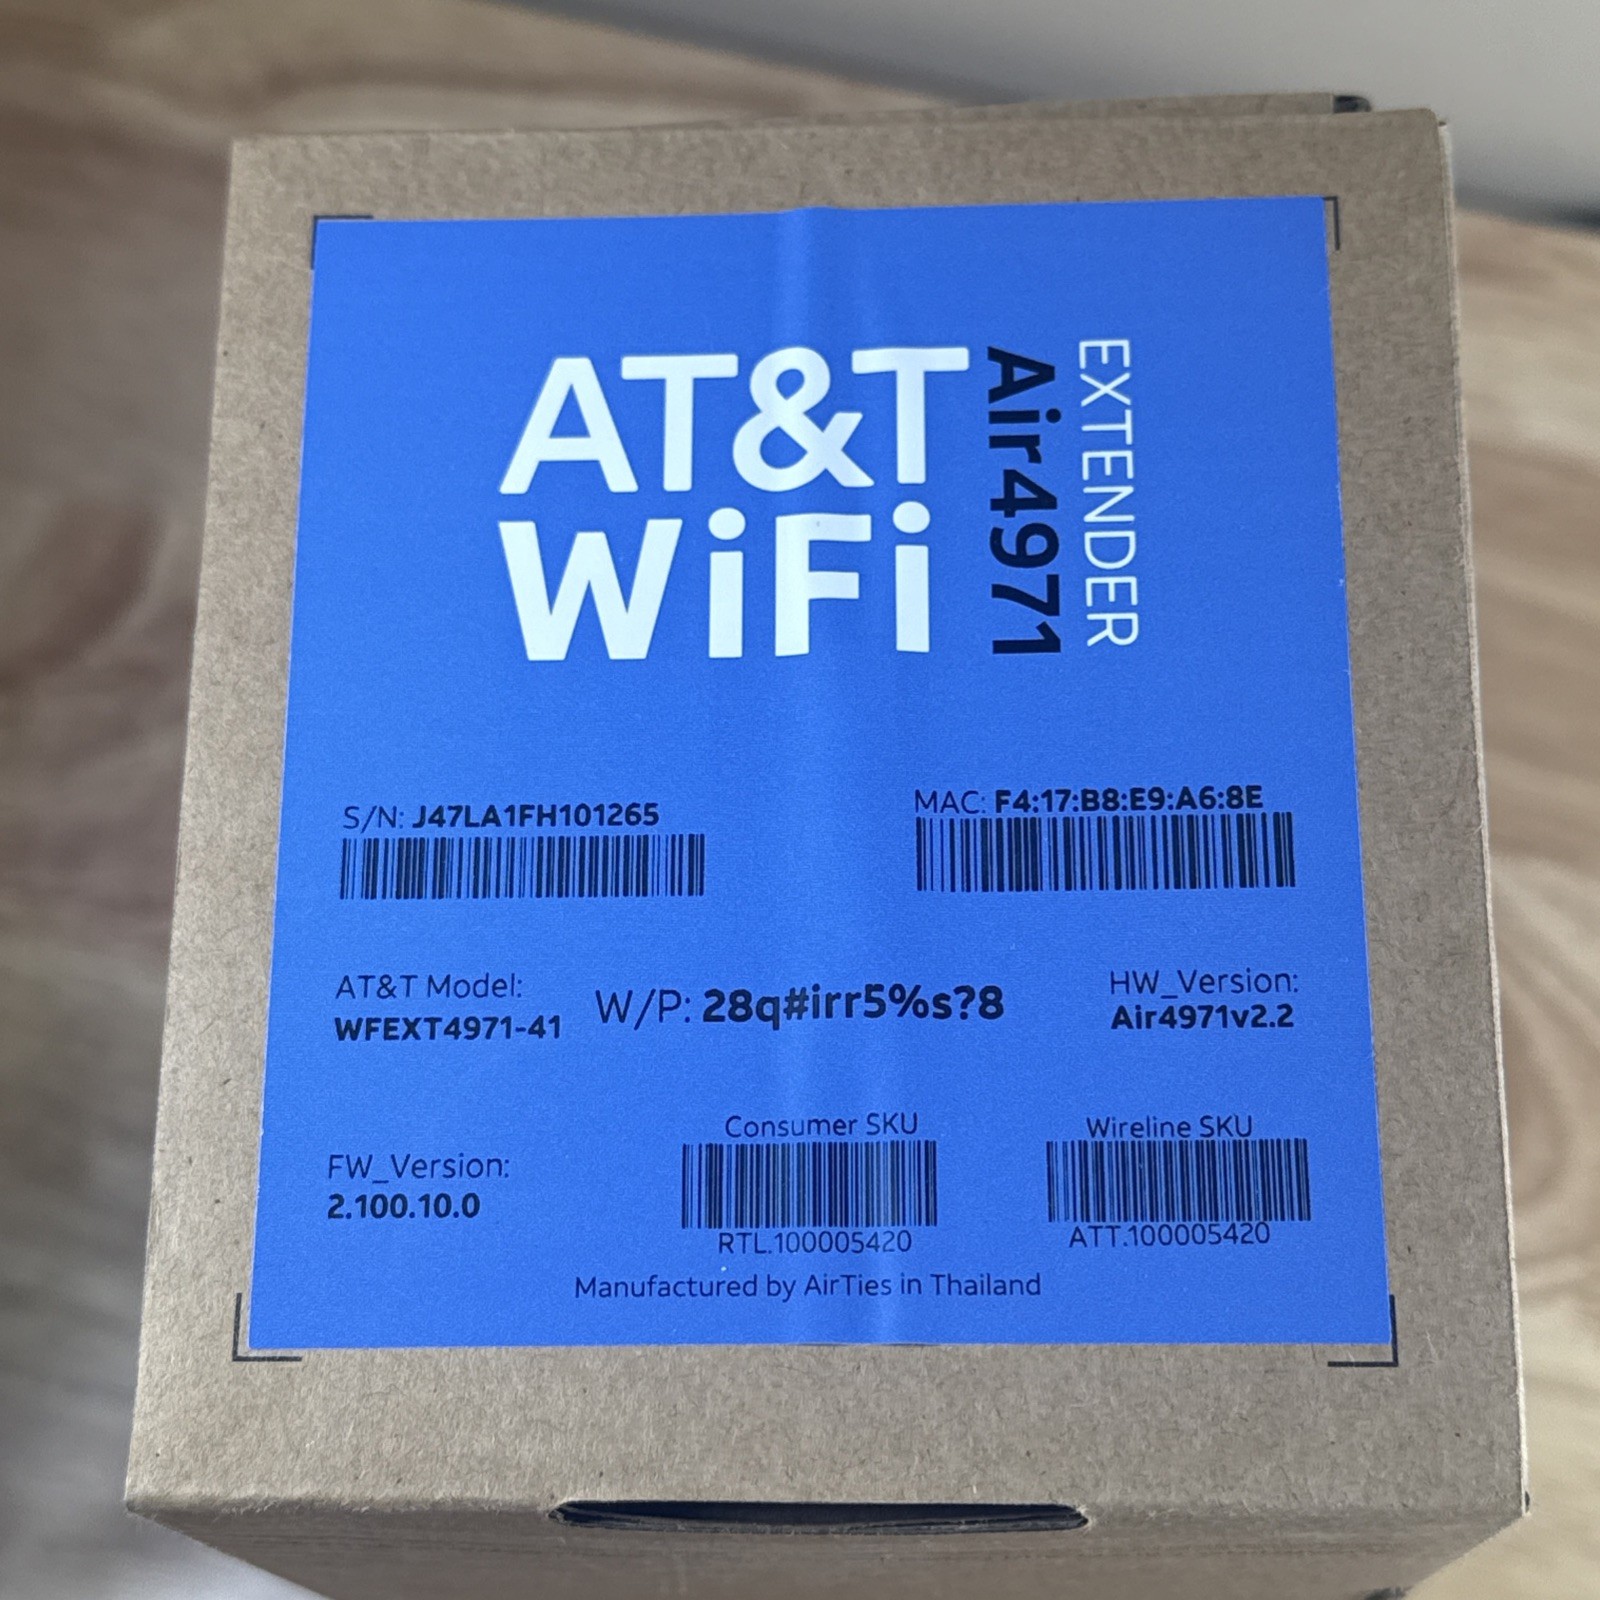 AT&T
WiFi
Air4971
EXTENDER
S/N: J47LA1FH101265
MAC: F4:17:B8:E9:A6:8E
AT&T Model:
WFEXT4971-41
W/P: 28q#irr5%s?8
HW_Version:
Air4971v2.2
FW_Version:
2.100.10.0
Consumer SKU
RTL.100005420
Wireline SKU
ATT.100005420
Manufactured by AirTies in Thailand